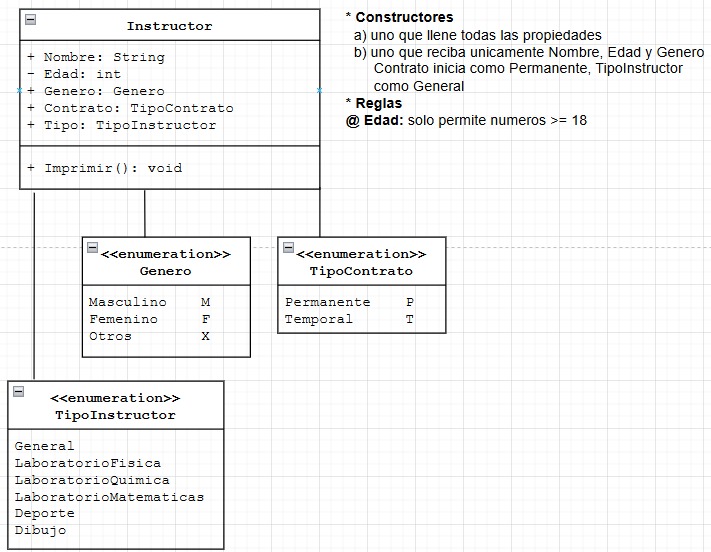 Instructor
+ Nombre: String
- Edad: int
+ Genero: Genero
+ Contrato: TipoContrato
+ Tipo: TipoInstructor
+ Imprimir(): void
* Constructores
a) uno que llene todas las propiedades
b) uno que reciba unicamente Nombre, Edad y Genero
Contrato inicia como Permanente, TipoInstructor
como General
* Reglas
@ Edad: solo permite numeros >= 18
<<enumeration>>
Genero
Masculino M
Femenino F
Otros X
<<enumeration>>
TipoContrato
Permanente P
Temporal T
<<enumeration>>
TipoInstructor
General
LaboratorioFisica
LaboratorioQuimica
LaboratorioMatematicas
Deporte
Dibujo